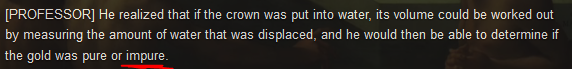 [PROFESSOR] He realized that if the crown was put into water, its volume could be worked out
by measuring the amount of water that was displaced, and he would then be able to determine if
the gold was pure or impure.